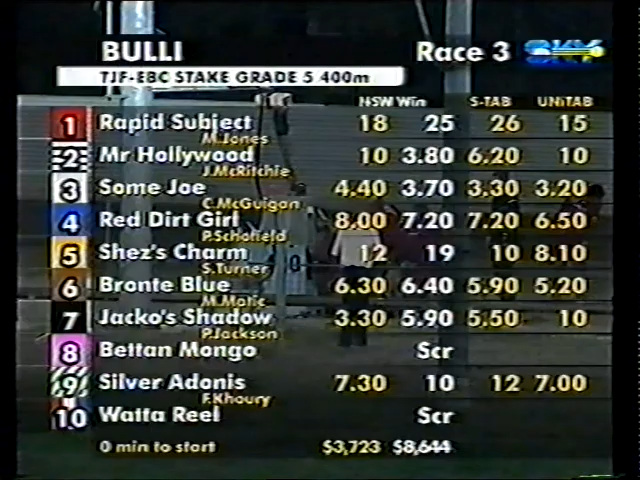 BULLI Race 3 SKY
TJF-EBC STAKE GRADE 5 400m
NSW Win S-TAB UNiTAB
1 Rapid Subject 18 25 26 15
M.Jones
2 Mr Hollywood 10 3.80 6.20 10
J.McRitchie
3 Some Joe 4.40 3.70 3.30 3.20
C.McGuigan
4 Red Dirt Girl 8.00 7.20 7.20 6.50
P.Schofield
5 Shez's Charm 12 19 10 8.10
S.Turner
6 Bronte Blue 6.30 6.40 5.90 5.20
M.Matic
7 Jacko's Shadow 3.30 5.90 5.50 10
P.Jackson
8 Bettan Mongo Scr
9 Silver Adonis 7.30 10 12 7.00
F.Khoury
10 Watta Reel Scr
0 min to start $3,723 $8,644